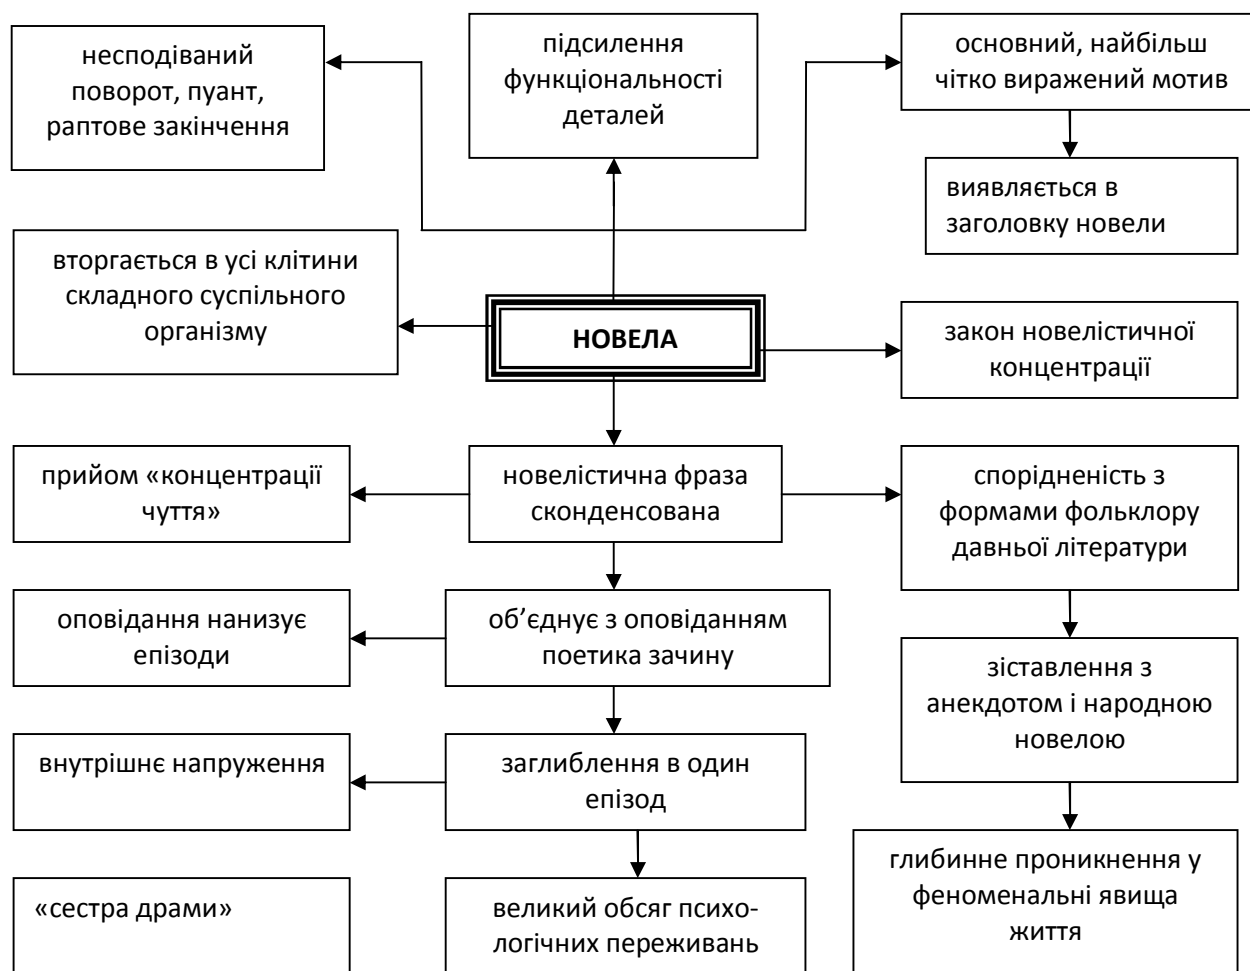 несподіваний
поворот, пуант,
раптове закінчення
підсилення
функціональності
деталей
основний, найбільш
чітко виражений мотив
виявляється в
заголовку новели
вторгається в усі клітини
складного суспільного
організму
НОВЕЛА
закон новелістичної
концентрації
прийом «концентрації
чуття»
новелістична фраза
сконденсована
спорідненість з
формами фольклору
давньої літератури
оповідання нанизує
епізоди
об’єднує з оповіданням
поетика зачину
зіставлення з
анекдотом і народною
новелою
внутрішнє напруження
заглиблення в один
епізод
глибинне проникнення у
феноменальні явища
життя
«сестра драми»
великий обсяг психо-
логічних переживань